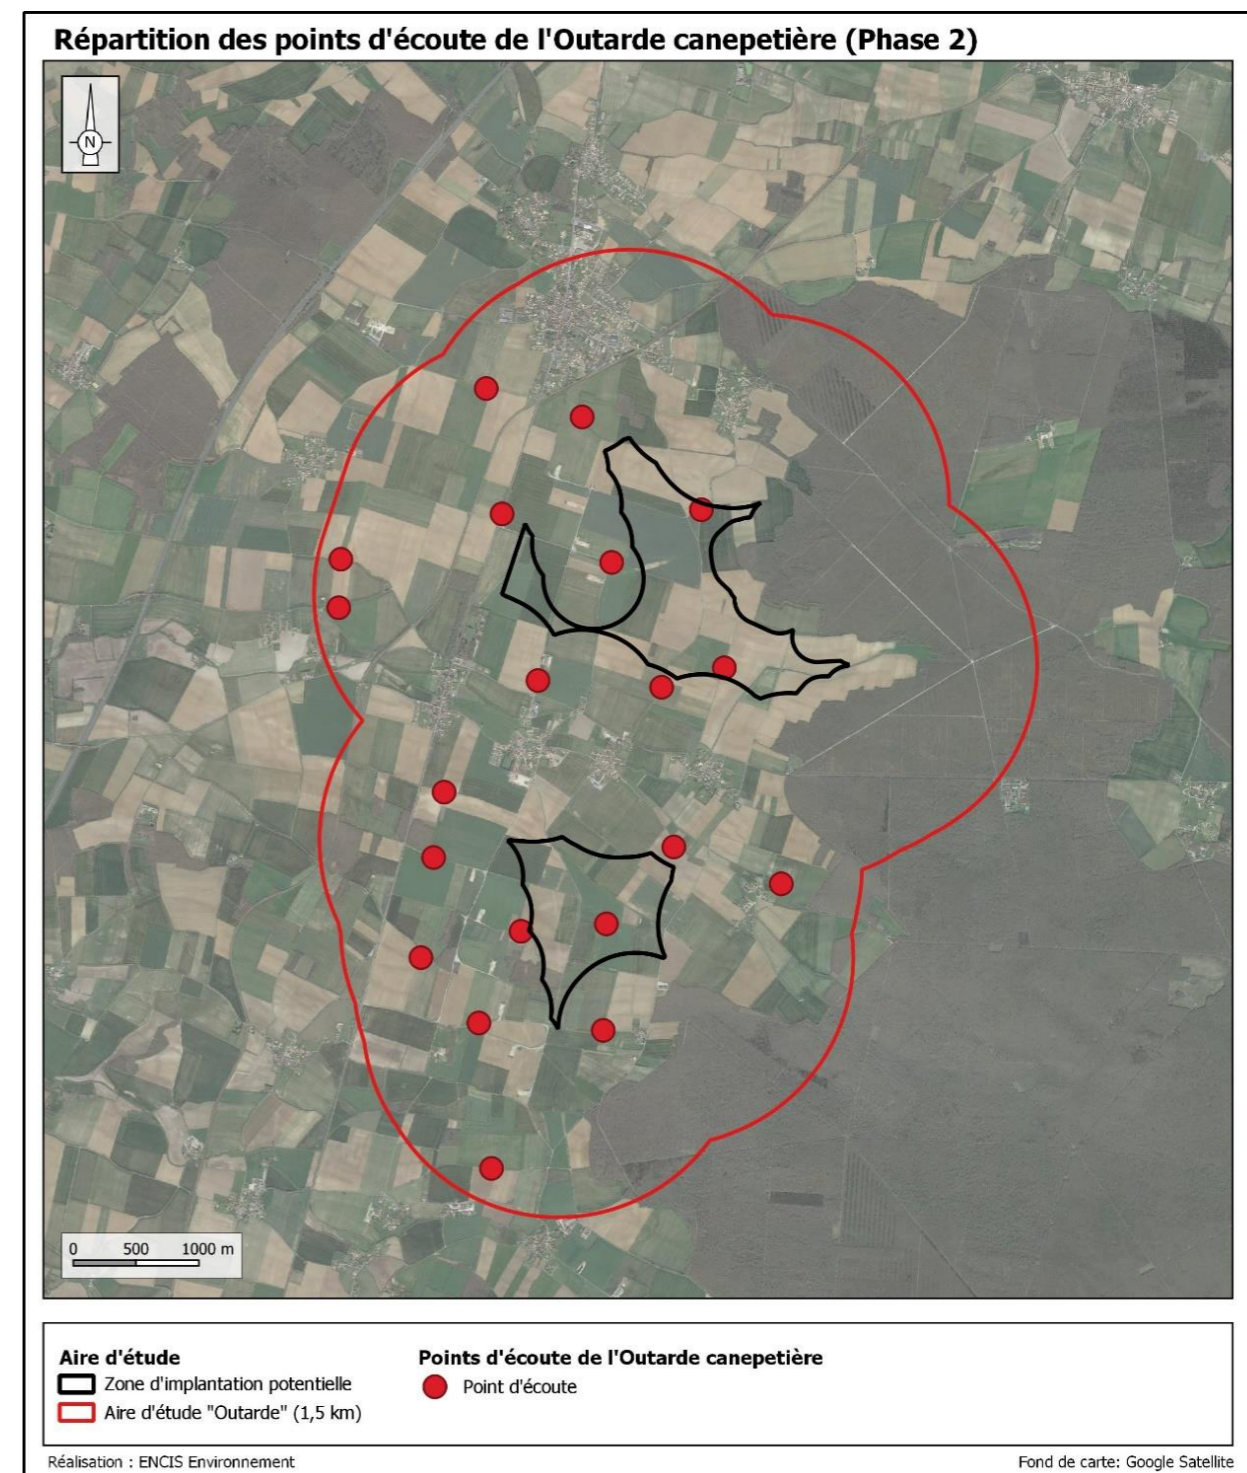 Répartition des points d'écoute de l'Outarde canepetière (Phase 2)
N
0 500 1000 m
Aire d'étude
Zone d'implantation potentielle
Aire d'étude "Outarde" (1,5 km)
Points d'écoute de l'Outarde canepetière
Point d'écoute
Réalisation : ENCIS Environnement
Fond de carte: Google Satellite